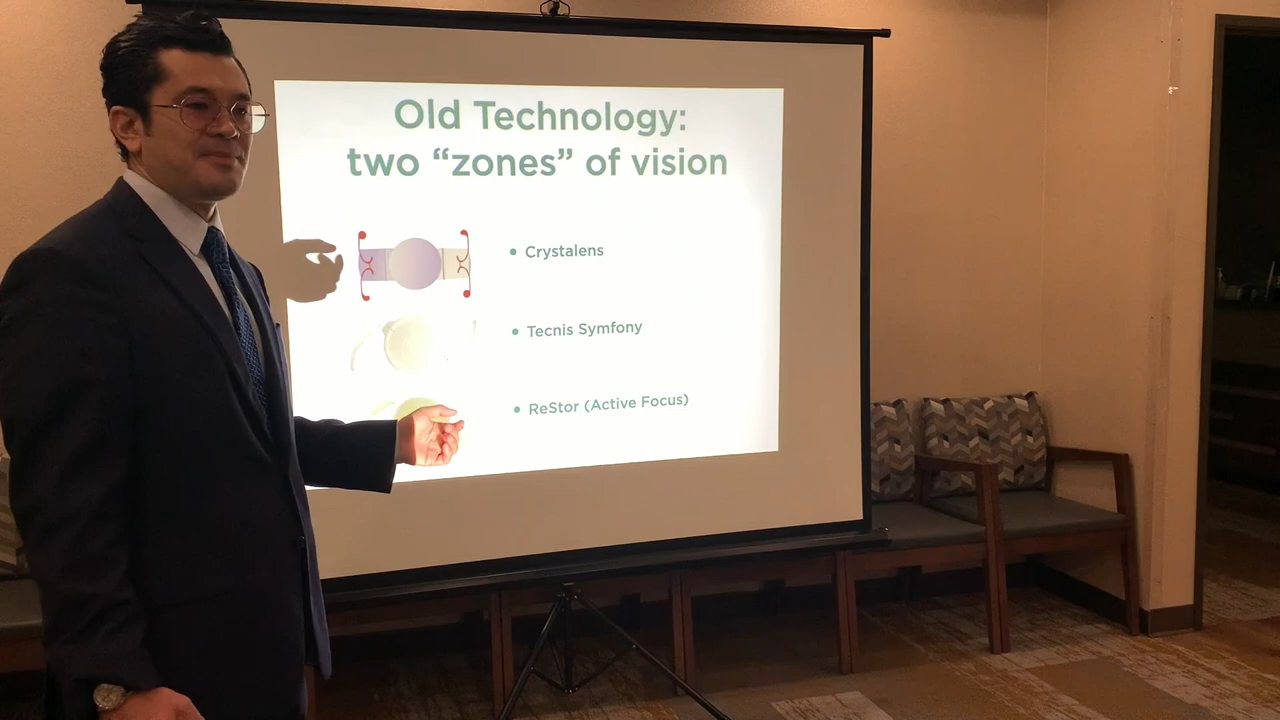 Old Technology:
two “zones” of vision
• Crystalens
• Tecnis Symfony
• ReStor (Active Focus)